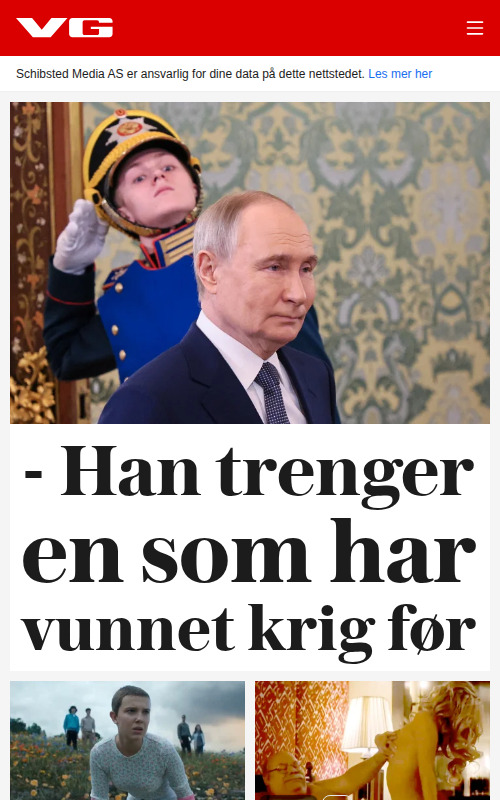 VG
Schibsted Media AS er ansvarlig for dine data på dette nettstedet. Les mer her
- Han trenger
en som har
vunnet krig før